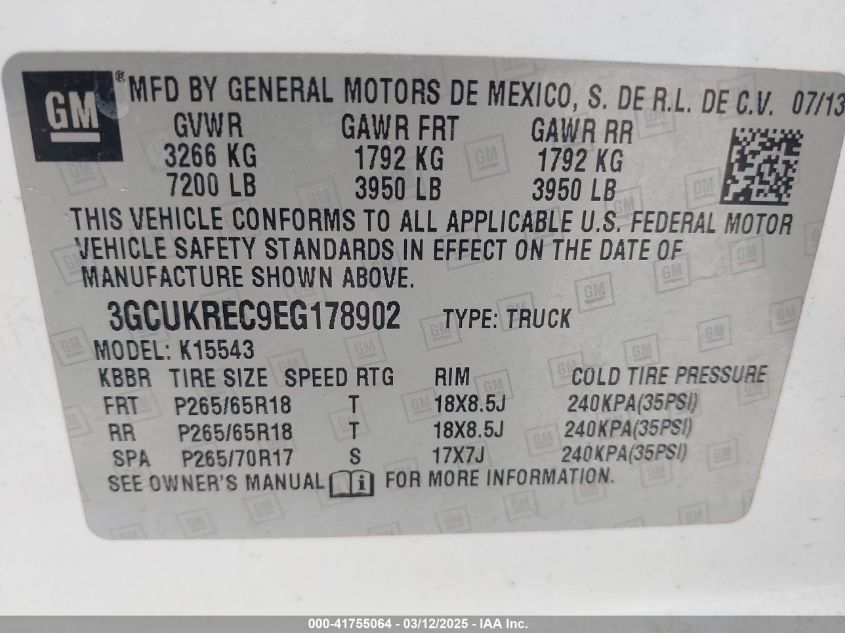 GM ® MFD BY GENERAL MOTORS DE MEXICO, S. DE R.L. DE C.V. 07/13
GVWR GAWR FRT GAWR RR
3266 KG 1792 KG 1792 KG
7200 LB 3950 LB 3950 LB
THIS VEHICLE CONFORMS TO ALL APPLICABLE U.S. FEDERAL MOTOR
VEHICLE SAFETY STANDARDS IN EFFECT ON THE DATE OF
MANUFACTURE SHOWN ABOVE.
3GCUKREC9EG178902 TYPE: TRUCK
MODEL: K15543
KBBR TIRE SIZE SPEED RTG RIM COLD TIRE PRESSURE
FRT P265/65R18 T 18X8.5J 240KPA(35PSI)
RR P265/65R18 T 18X8.5J 240KPA(35PSI)
SPA P265/70R17 S 17X7J 240KPA(35PSI)
SEE OWNER'S MANUAL i FOR MORE INFORMATION.
000-41755064 - 03/12/2025 - IAA Inc.